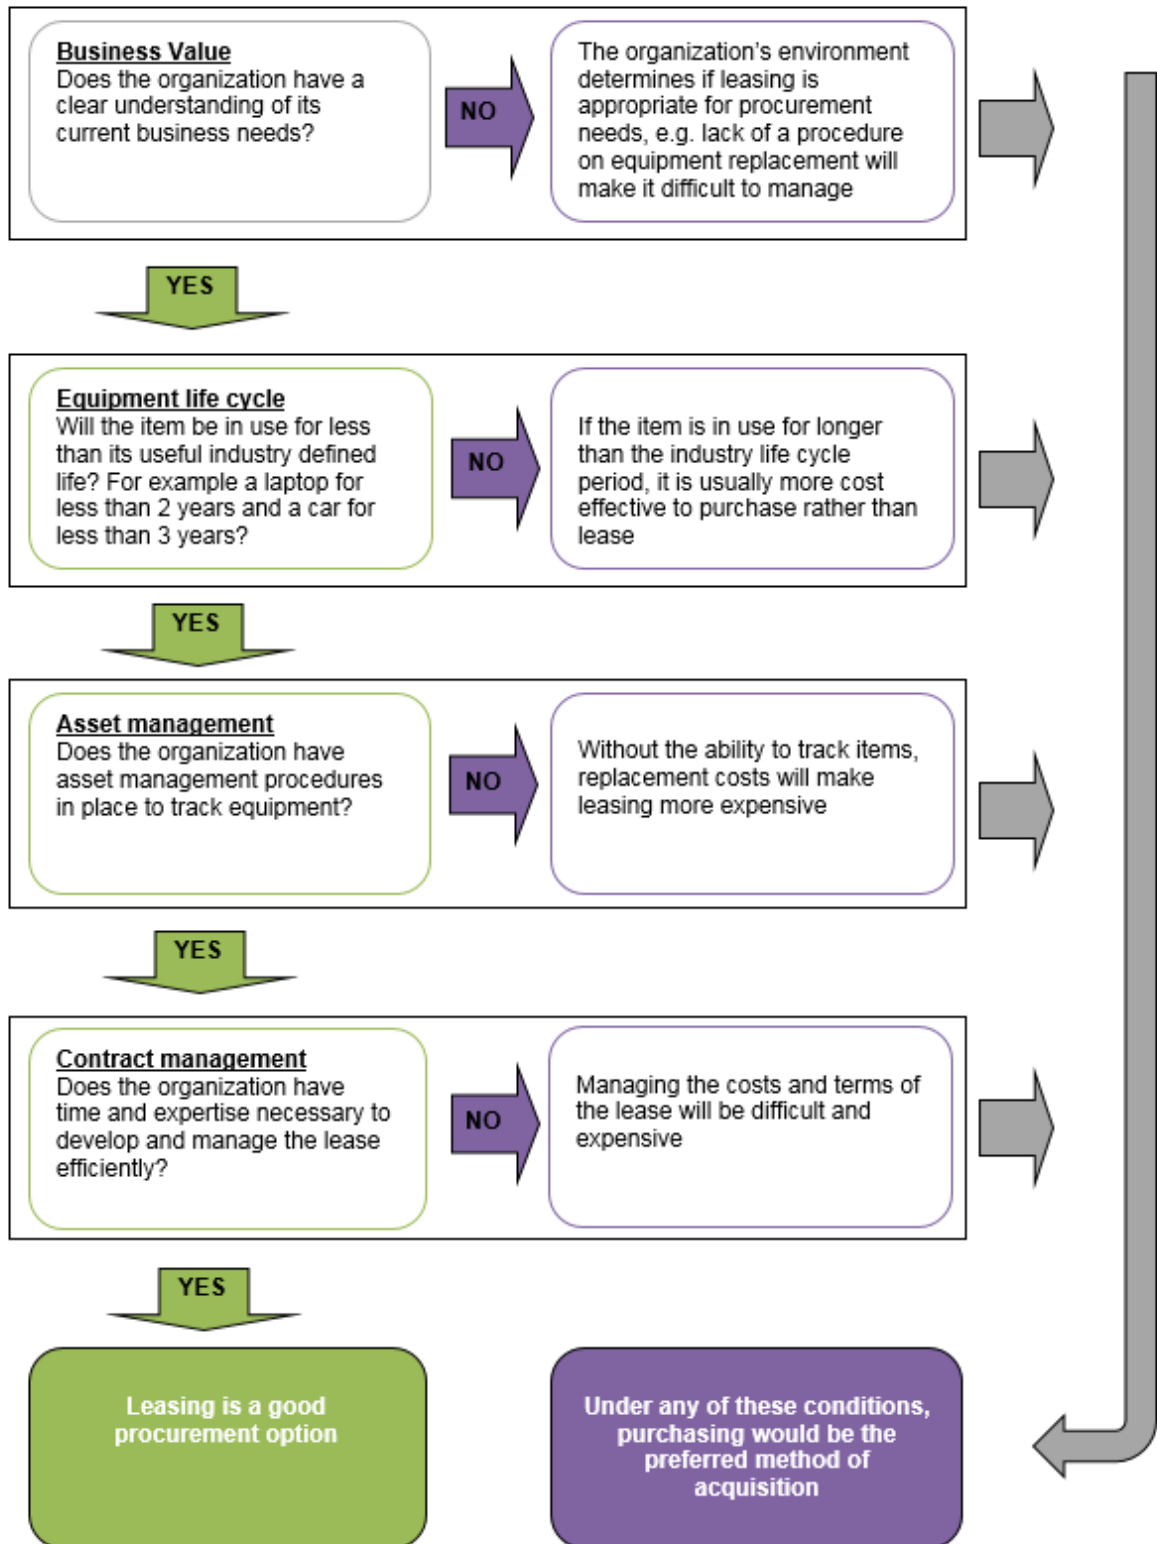 Business Value
Does the organization have a
clear understanding of its
current business needs?
NO
The organization's environment
determines if leasing is
appropriate for procurement
needs, e.g. lack of a procedure
on equipment replacement will
make it difficult to manage
YES
Equipment life cycle
Will the item be in use for less
than its useful industry defined
life? For example a laptop for
less than 2 years and a car for
less than 3 years?
NO
If the item is in use for longer
than the industry life cycle
period, it is usually more cost
effective to purchase rather than
lease
YES
Asset management
Does the organization have
asset management procedures
in place to track equipment?
NO
Without the ability to track items,
replacement costs will make
leasing more expensive
YES
Contract management
Does the organization have
time and expertise necessary to
develop and manage the lease
efficiently?
NO
Managing the costs and terms of
the lease will be difficult and
expensive
YES
Leasing is a good
procurement option
Under any of these conditions,
purchasing would be the
preferred method of
acquisition